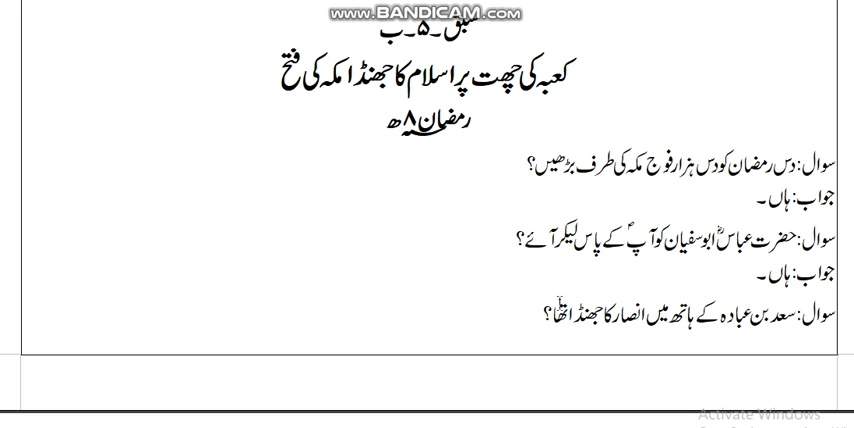 www.BANDICAM.com
سبق۔۵۔ب
کعبہ کی چھت پر اسلام کا جھنڈا مکہ کی فتح
رمضان ۸ھ
سوال: دس رمضان کو دس ہزار فوج مکہ کی طرف بڑھیں؟
جواب: ہاں۔
سوال: حضرت عباسؓ ابوسفیان کو آپؐ کے پاس لیکر آئے؟
جواب: ہاں۔
سوال: سعد بن عبادہ کے ہاتھ میں انصار کا جھنڈا تھا؟
Activate Windows